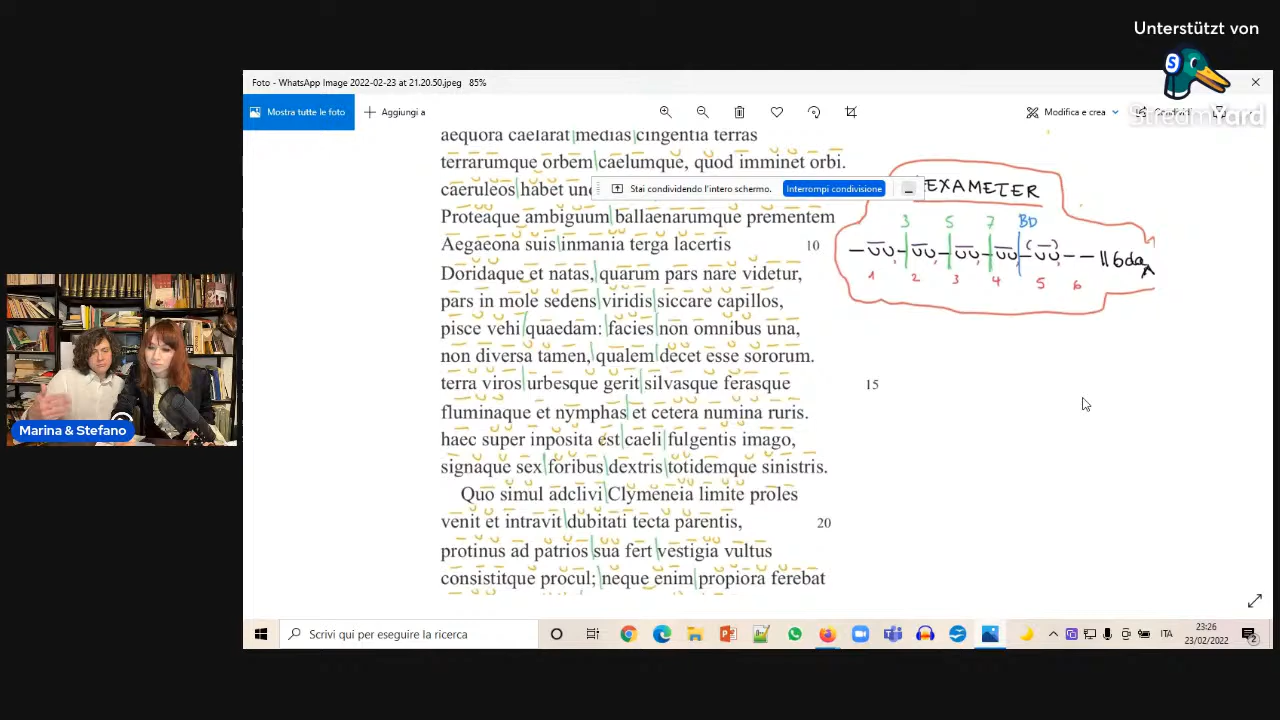 Unterstützt von
StreamYard
Foto - WhatsApp Image 2022-02-23 at 21.20.50.jpeg 85%
Mostra tutte le foto
Aggiungi a
Modifica e crea
aequora caelarat medias cingentia terras
terrarumque orbem caelumque, quod imminet orbi.
caeruleos habet
Stai condividendo l'intero schermo.
Interrompi condivisione
Proteaque ambiguum ballaenarumque prementem
Aegaeona suis inmania terga lacertis 10
Doridaque et natas, quarum pars nare videtur,
pars in mole sedens viridis siccare capillos,
pisce vehi quaedam: facies non omnibus una,
non diversa tamen, qualem decet esse sororum.
terra viros urbesque gerit silvasque ferasque 15
fluminaque et nymphas et cetera numina ruris.
haec super inposita est caeli fulgentis imago,
signaque sex foribus dextris totidemque sinistris.
Quo simul adclivi Clymeneia limite proles
venit et intravit dubitati tecta parentis, 20
protinus ad patrios sua fert vestigia vultus
consistitque procul; neque enim propiora ferebat
EXAMETER
3 5 7 BD
6da
1 2 3 4 5 6
Marina & Stefano
Scrivi qui per eseguire la ricerca
ITA
23:26
23/02/2022
2